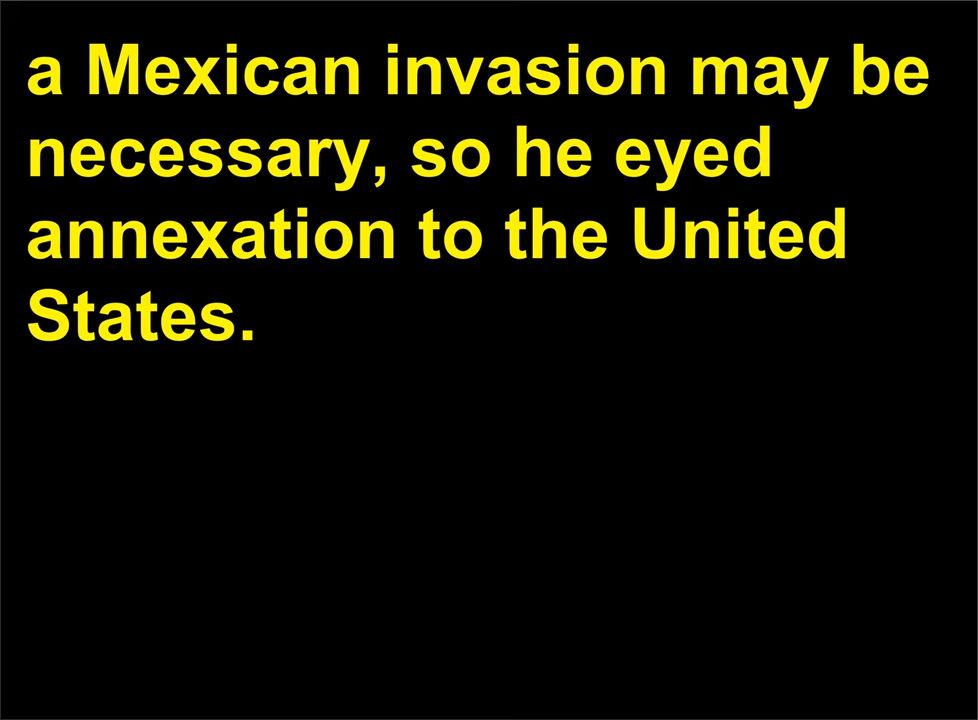 a Mexican invasion may be
necessary, so he eyed
annexation to the United
States.